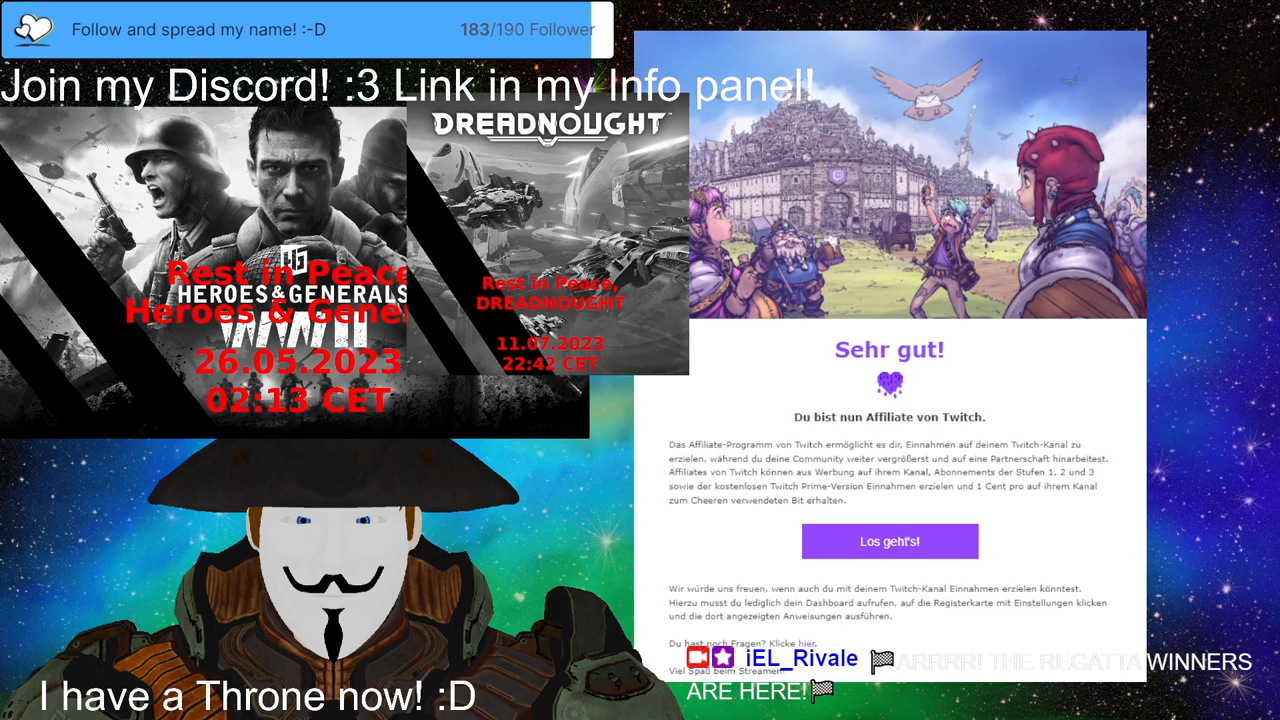 Follow and spread my name! :-D
183/190 Follower
Join my Discord! :3 Link in my Info panel!
DREADNOUGHT
Rest in Peace,
DREADNOUGHT
11.07.2023
22:42 CET
Rest in Peace
HEROES&GENERALS
Heroes & Gene
WWII
26.05.2023
02:13 CET
Sehr gut!
Du bist nun Affiliate von Twitch.
Das Affiliate-Programm von Twitch ermöglicht es dir, Einnahmen auf deinem Twitch-Kanal zu
erzielen, während du deine Community weiter vergrößerst und auf eine Partnerschaft hinarbeitest.
Affiliates von Twitch können aus Werbung auf ihrem Kanal, Abonnements der Stufen 1, 2 und 3
sowie der kostenlosen Twitch Prime-Version Einnahmen erzielen und 1 Cent pro auf ihrem Kanal
zum Cheeren verwendeten Bit erhalten.
Los geht's!
Wir würde uns freuen, wenn auch du mit deinem Twitch-Kanal Einnahmen erzielen könntest.
Hierzu musst du lediglich dein Dashboard aufrufen, auf die Registerkarte mit Einstellungen klicken
und die dort angezeigten Anweisungen ausführen.
Du hast noch Fragen? Klicke hier.
Viel Spaß beim Streamen!
iEL_Rivale 🏁ARRRR! THE REGATTA WINNERS
ARE HERE!🏁
I have a Throne now! :D